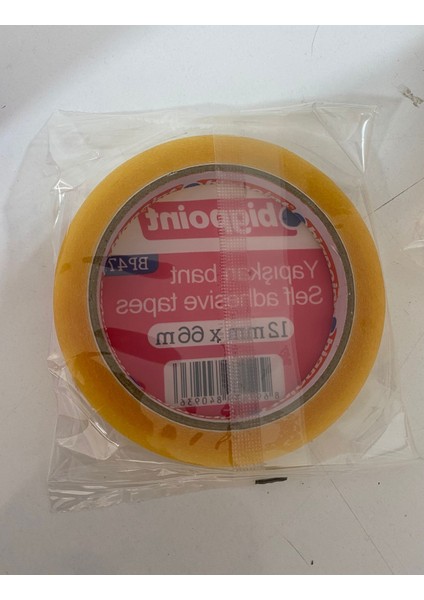 bigpoint
BP47
Yapışkan bant
Self adhesive tapes
12mm x 66m